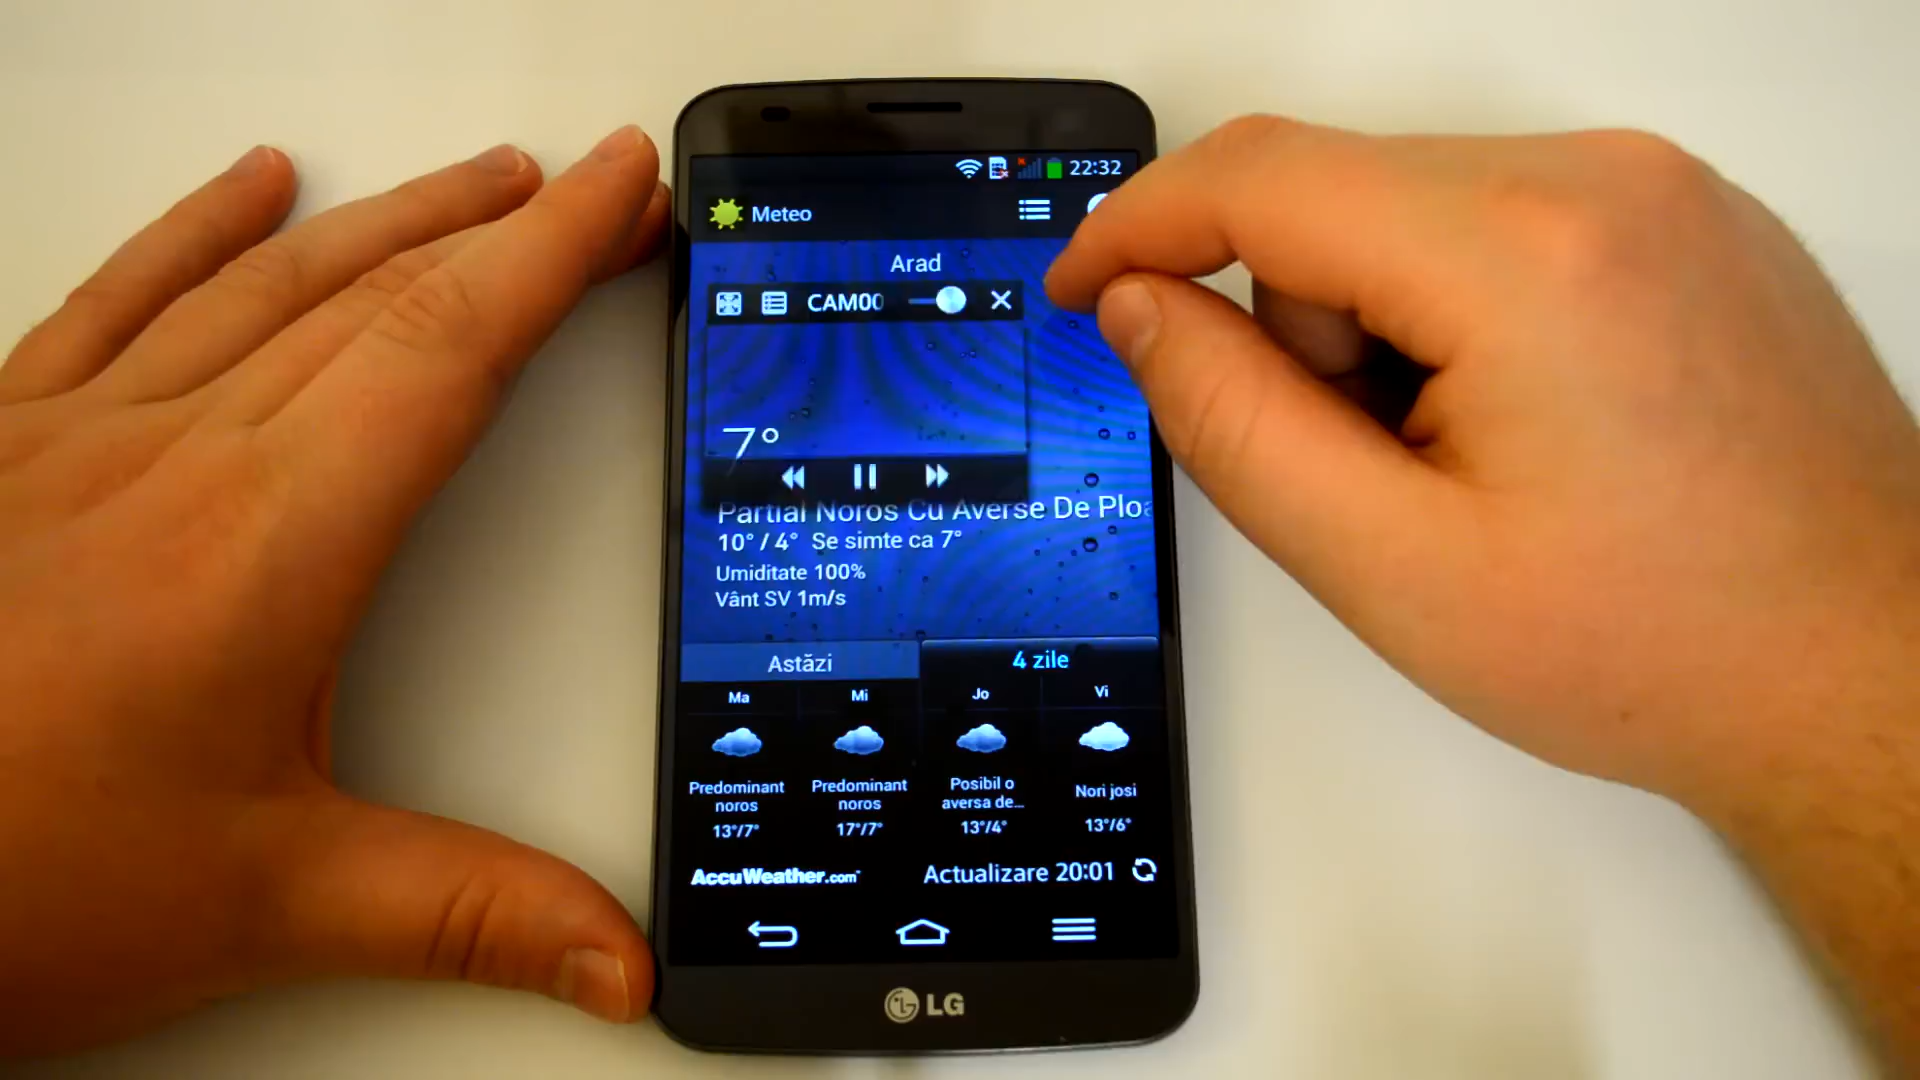 22:32
Meteo
Arad
CAM00
7°
Partial Noros Cu Averse De Ploa
10° / 4° Se simte ca 7°
Umiditate 100%
Vânt SV 1m/s
Astăzi
4 zile
Ma
Mi
Jo
Vi
Predominant
noros
13°/7°
Predominant
noros
17°/7°
Posibil o
aversa de...
13°/4°
Nori josi
13°/6°
AccuWeather.com
Actualizare 20:01
LG